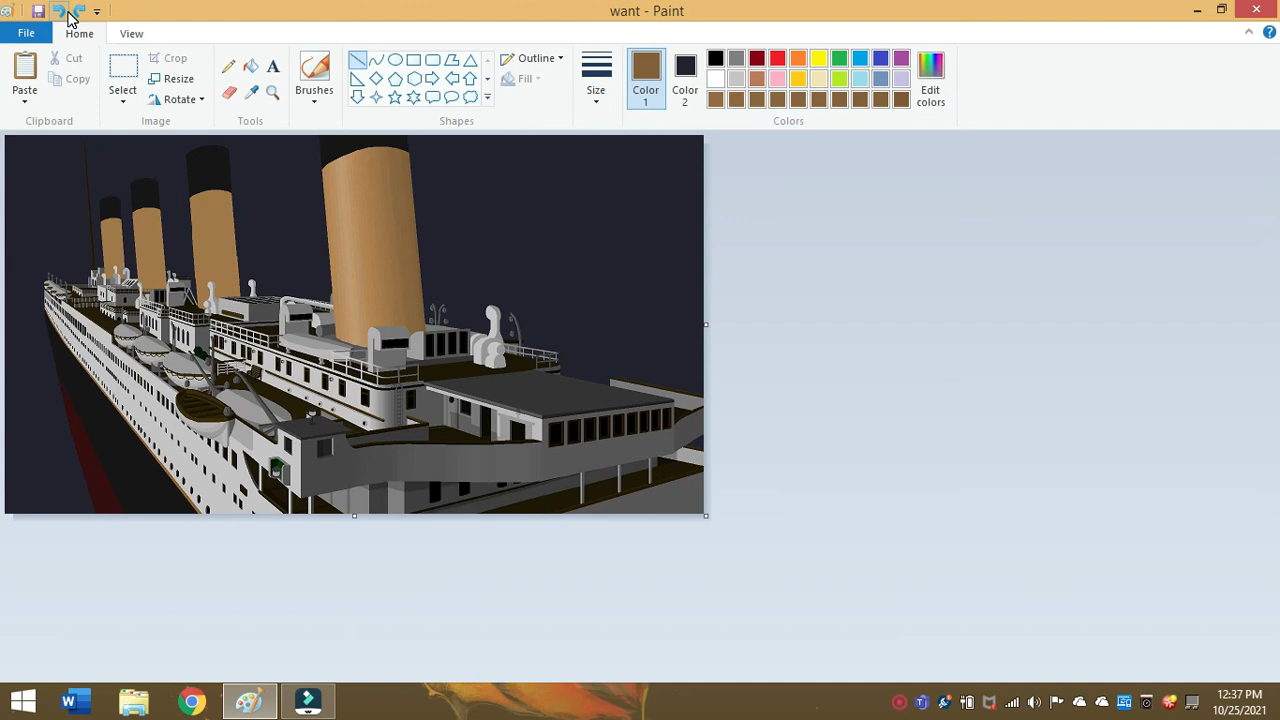 want - Paint
File
Home
View
Paste
Cut
Copy
Clipboard
Select
Crop
Resize
Rotate
Image
A
Tools
Brushes
Outline
Fill
Shapes
Size
Color
1
Color
2
Edit
colors
Colors
12:37 PM
10/25/2021